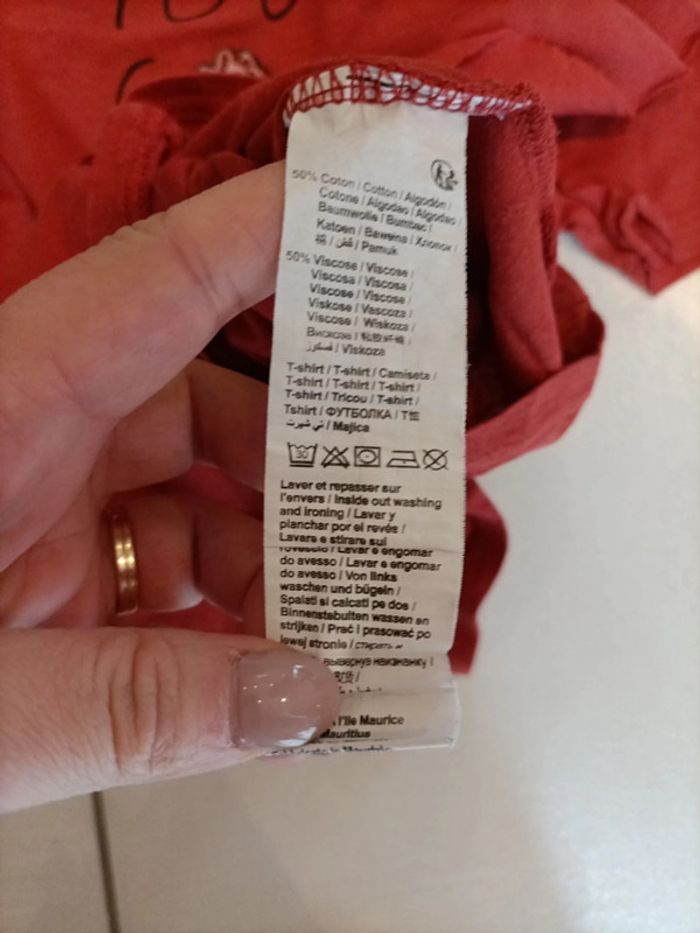 50% Coton / Cotton / Algodón /
Cotone / Algodao / Algodao /
Baumwolle / Bumbac /
Katoen / Bawełna / Хлопок /
棉 / قطن / Pamuk
50% Viscose / Viscose /
Viscosa / Viscosa /
Viscose / Viscose /
Viskose / Vascoza /
Viscose / Wiskoza /
Вискоза / 粘胶纤维 /
فسكوز / Viskoza
T-shirt / T-shirt / Camiseta /
T-shirt / T-shirt / T-shirt /
T-shirt / Tricou / T-shirt /
Tshirt / ФУТБОЛКА / T恤
تي شيرت / Majica
30
Laver et repasser sur
l'envers / Inside out washing
and ironing / Lavar y
planchar por el revés /
Lavare e stirare sul
rovescio / Lavar e engomar
do avesso / Lavar e engomar
do avesso / Von links
waschen und bügeln /
Spalati si calcati pe dos /
Binnenstebuiten wassen en
strijken / Prać i prasować po
lewej stronie / стирать и
вывернув наизнанку /
l'Ile Maurice
Mauritius